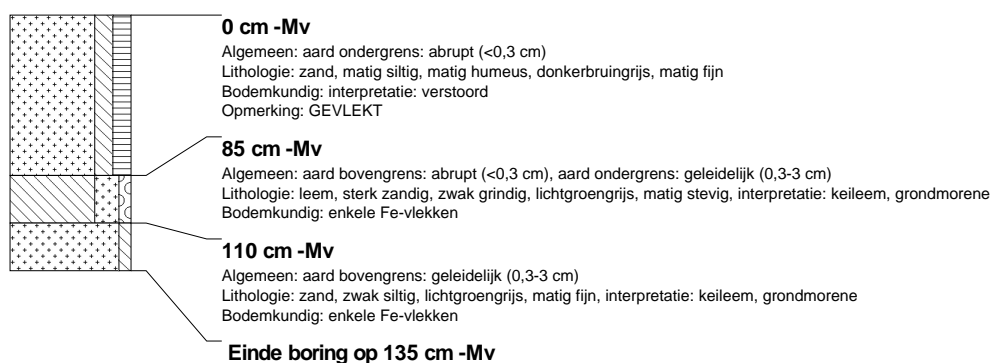 0 cm -Mv
Algemeen: aard ondergrens: abrupt (<0,3 cm)
Lithologie: zand, matig siltig, matig humeus, donkerbruingrijs, matig fijn
Bodemkundig: interpretatie: verstoord
Opmerking: GEVLEKT
85 cm -Mv
Algemeen: aard bovengrens: abrupt (<0,3 cm), aard ondergrens: geleidelijk (0,3-3 cm)
Lithologie: leem, sterk zandig, zwak grindig, lichtgroengrijs, matig stevig, interpretatie: keileem, grondmorene
Bodemkundig: enkele Fe-vlekken
110 cm -Mv
Algemeen: aard bovengrens: geleidelijk (0,3-3 cm)
Lithologie: zand, zwak siltig, lichtgroengrijs, matig fijn, interpretatie: keileem, grondmorene
Bodemkundig: enkele Fe-vlekken
Einde boring op 135 cm -Mv